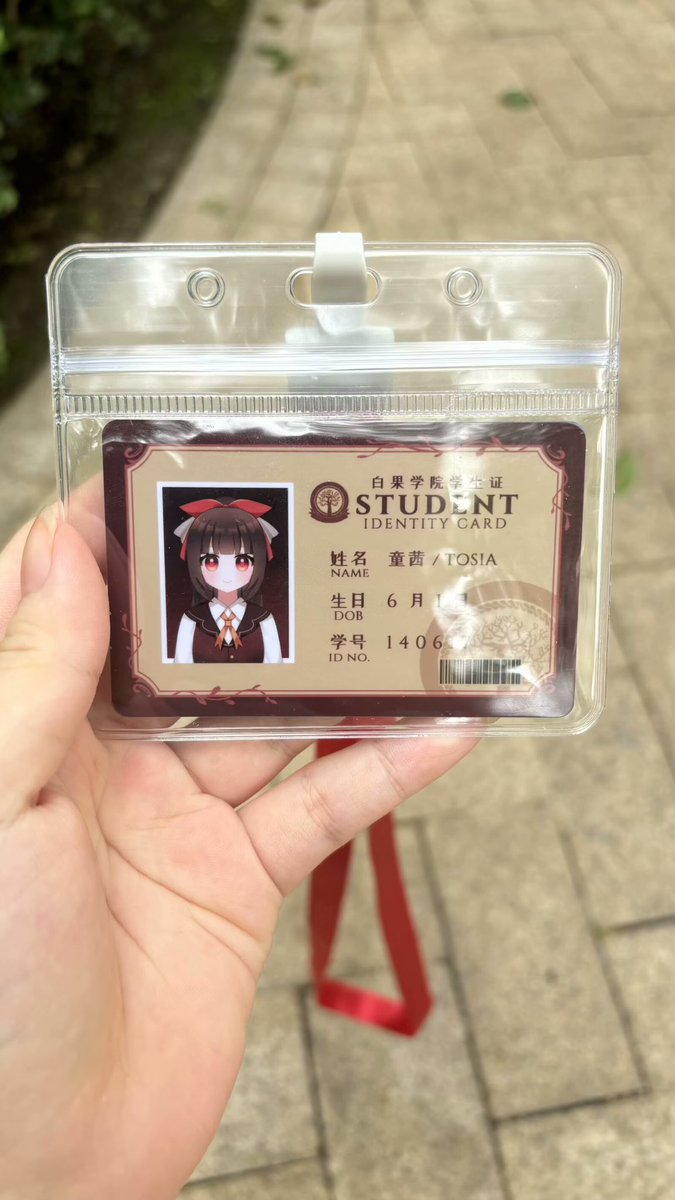 白果学院学生证
STUDENT
IDENTITY CARD
姓名 童茜 / TOSIA
NAME
生日 6 月 1 日
DOB
学号
ID NO.